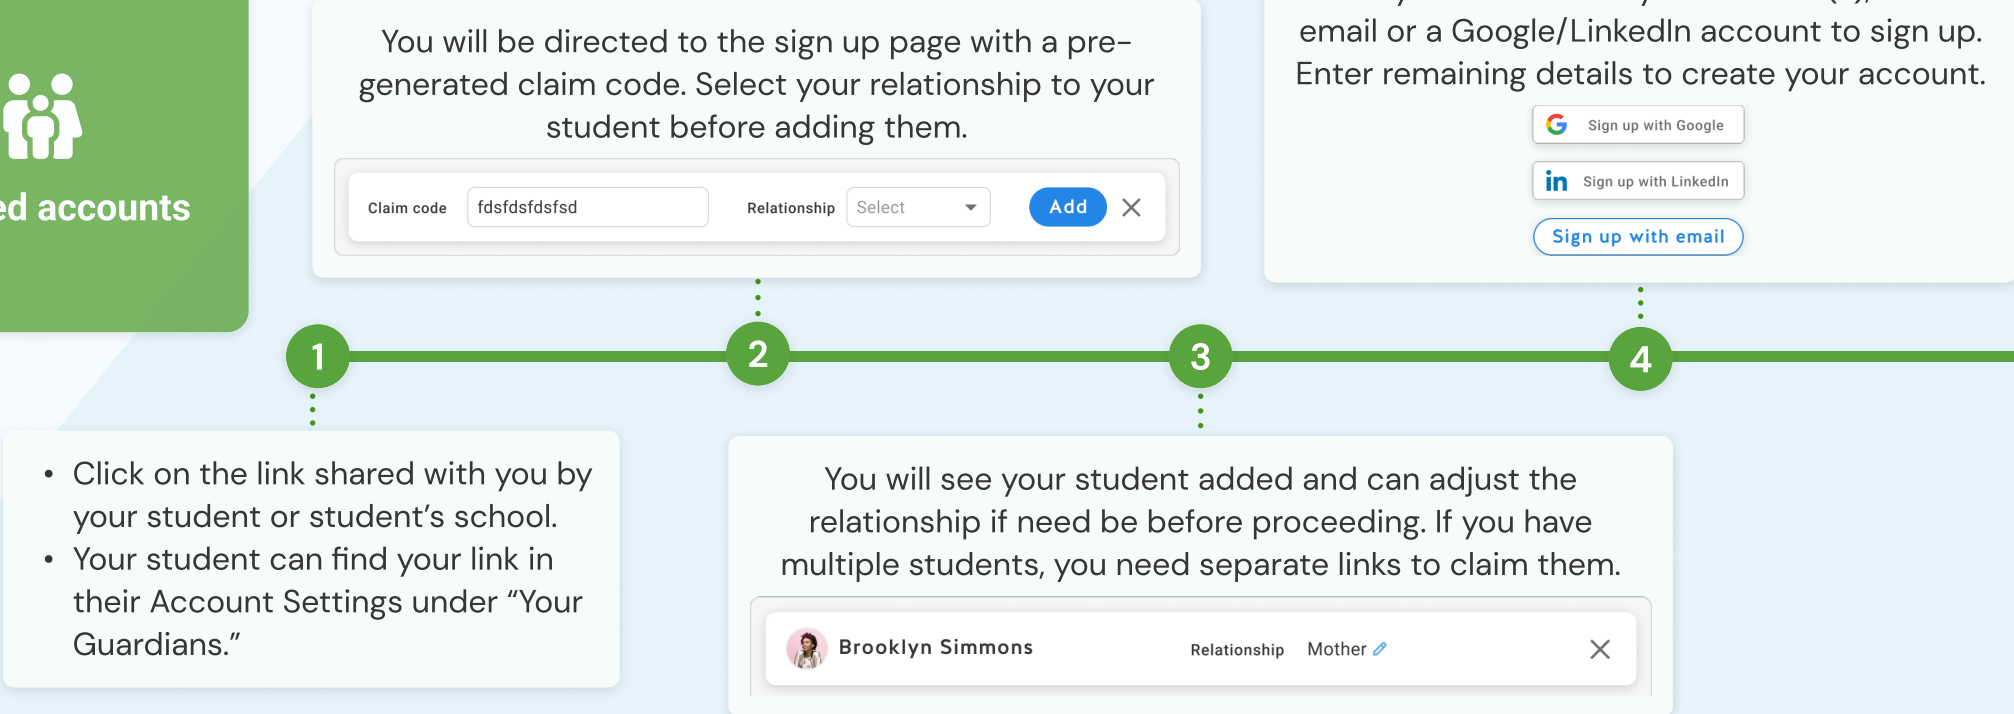 ed accounts
You will be directed to the sign up page with a pre-
generated claim code. Select your relationship to your
student before adding them.
Claim code fdsfdsfdsfsd Relationship Select Add
email or a Google/LinkedIn account to sign up.
Enter remaining details to create your account.
Sign up with Google
Sign up with LinkedIn
Sign up with email
1
2
3
4
• Click on the link shared with you by
your student or student’s school.
• Your student can find your link in
their Account Settings under “Your
Guardians.”
You will see your student added and can adjust the
relationship if need be before proceeding. If you have
multiple students, you need separate links to claim them.
Brooklyn Simmons Relationship Mother